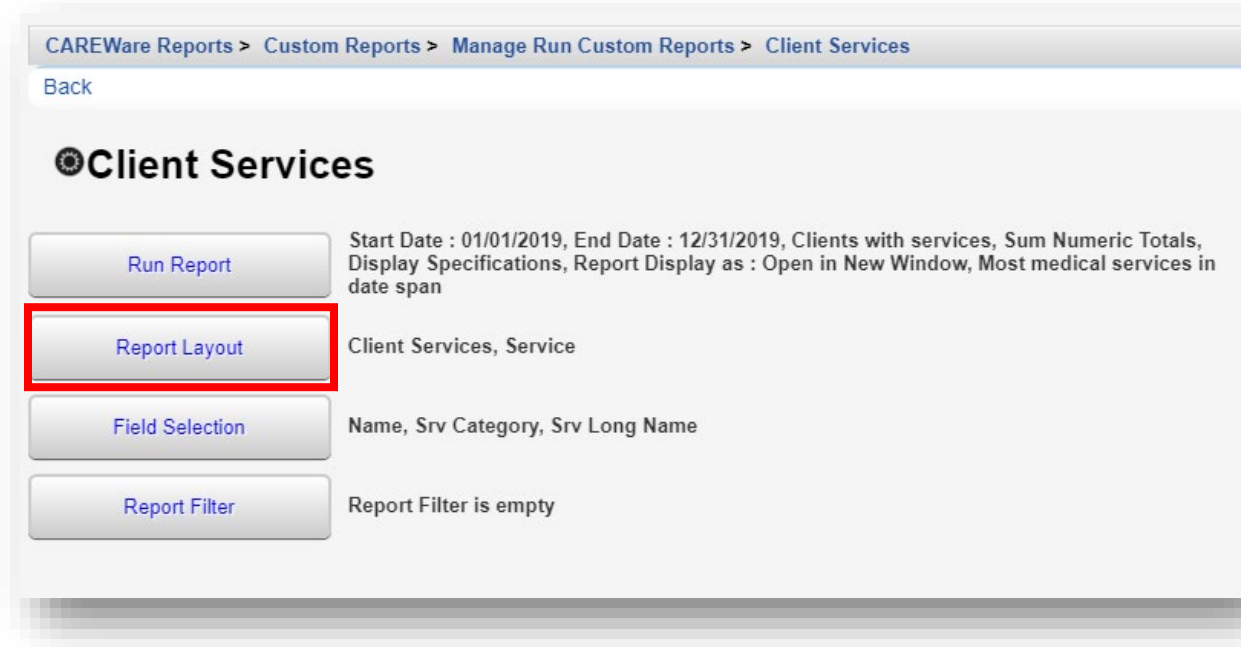 CAREWare Reports > Custom Reports > Manage Run Custom Reports > Client Services
Back
Client Services
Run Report
Start Date : 01/01/2019, End Date : 12/31/2019, Clients with services, Sum Numeric Totals,
Display Specifications, Report Display as : Open in New Window, Most medical services in
date span
Report Layout
Client Services, Service
Field Selection
Name, Srv Category, Srv Long Name
Report Filter
Report Filter is empty